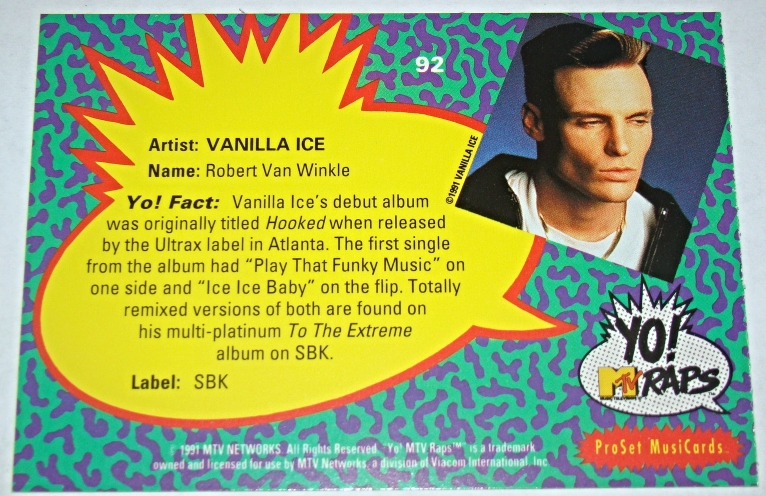 92
Artist: VANILLA ICE
Name: Robert Van Winkle
Yo! Fact: Vanilla Ice's debut album
was originally titled Hooked when released
by the Ultrax label in Atlanta. The first single
from the album had "Play That Funky Music" on
one side and "Ice Ice Baby" on the flip. Totally
remixed versions of both are found on
his multi-platinum To The Extreme
album on SBK.
Label: SBK
©1991 VANILLA ICE
YO!
MTV RAPS
ProSet MusiCards
© 1991 MTV NETWORKS. All Rights Reserved. "Yo! MTV Raps™" is a trademark
owned and licensed for use by MTV Networks, a division of Viacom International, Inc.